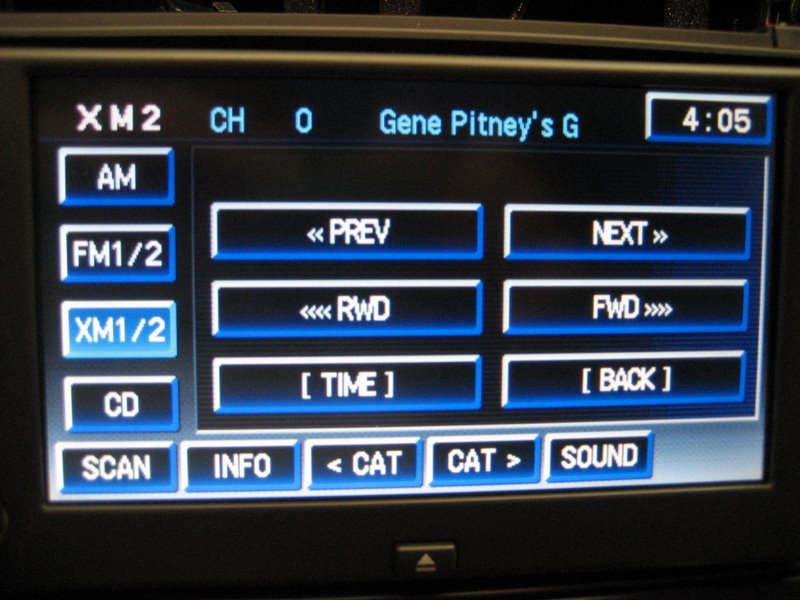 XM2 CH 0 Gene Pitney's G 4:05
AM
« PREV NEXT »
FM1/2
«« RWD FWD »»
XM1/2
[ TIME ] [ BACK ]
CD
SCAN INFO < CAT CAT > SOUND